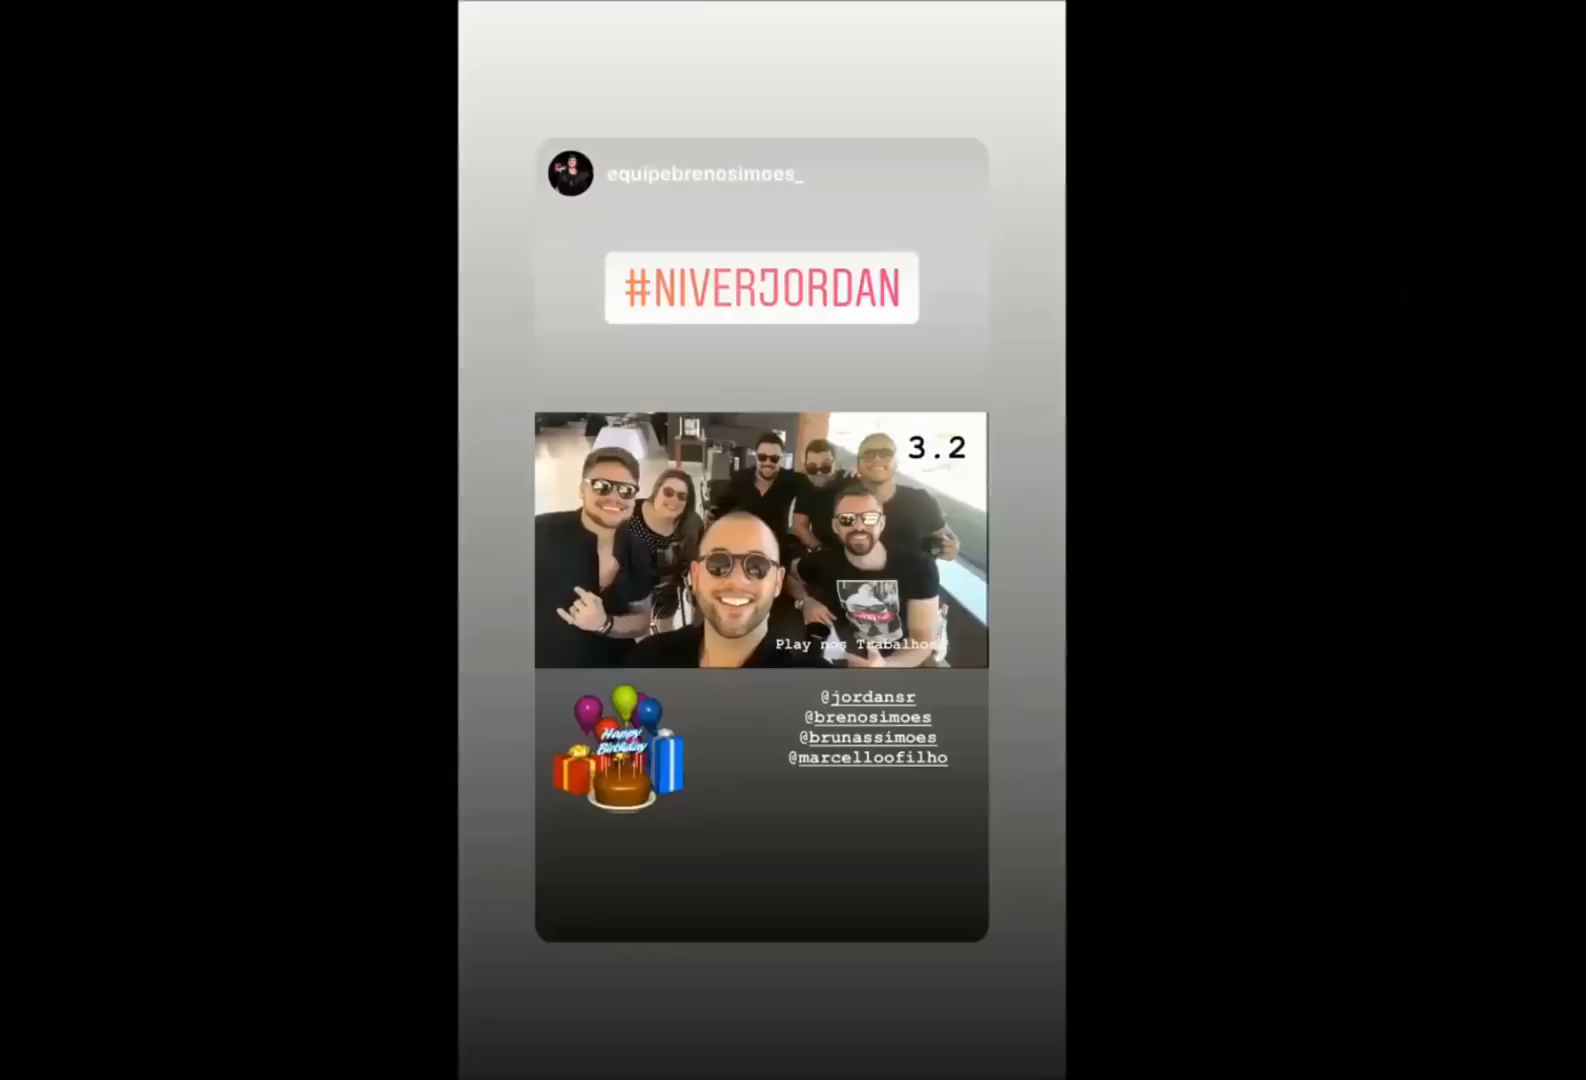 equipebrenosimoes_
#NIVERJORDAN
3.2
Play nos Trabalhos
Happy
Birthday
@jordansr
@brenosimoes
@brunassimoes
@marcelloofilho